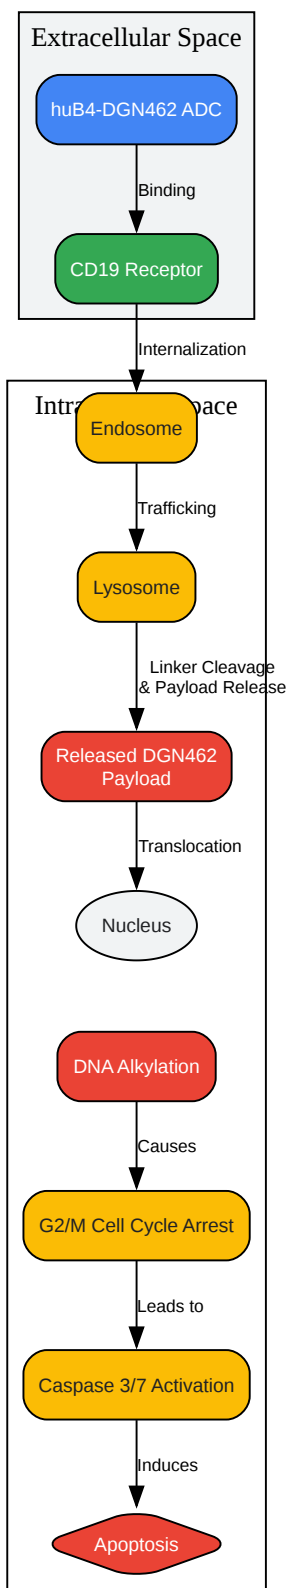 Extracellular Space
huB4-DGN462 ADC
Binding
CD19 Receptor
Internalization
Endosome
Trafficking
Lysosome
Linker Cleavage
& Payload Release
Released DGN462
Payload
Translocation
Nucleus
DNA Alkylation
Causes
G2/M Cell Cycle Arrest
Leads to
Caspase 3/7 Activation
Induces
Apoptosis